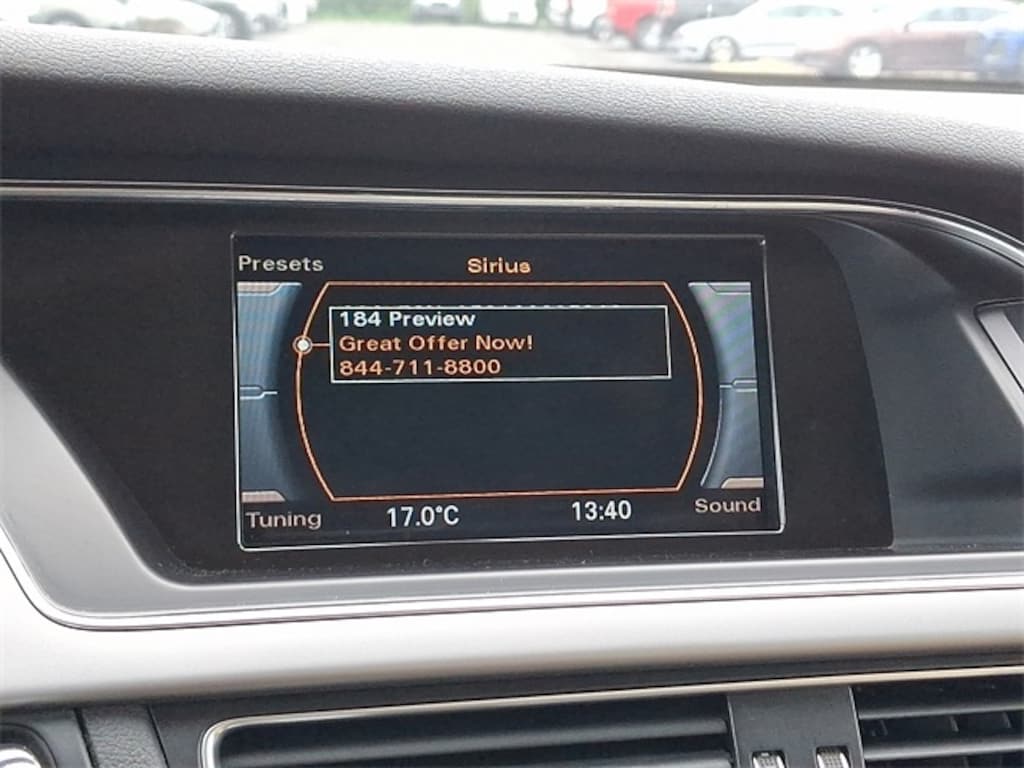 Presets
Sirius
184 Preview
Great Offer Now!
844-711-8800
Tuning
17.0°C
13:40
Sound